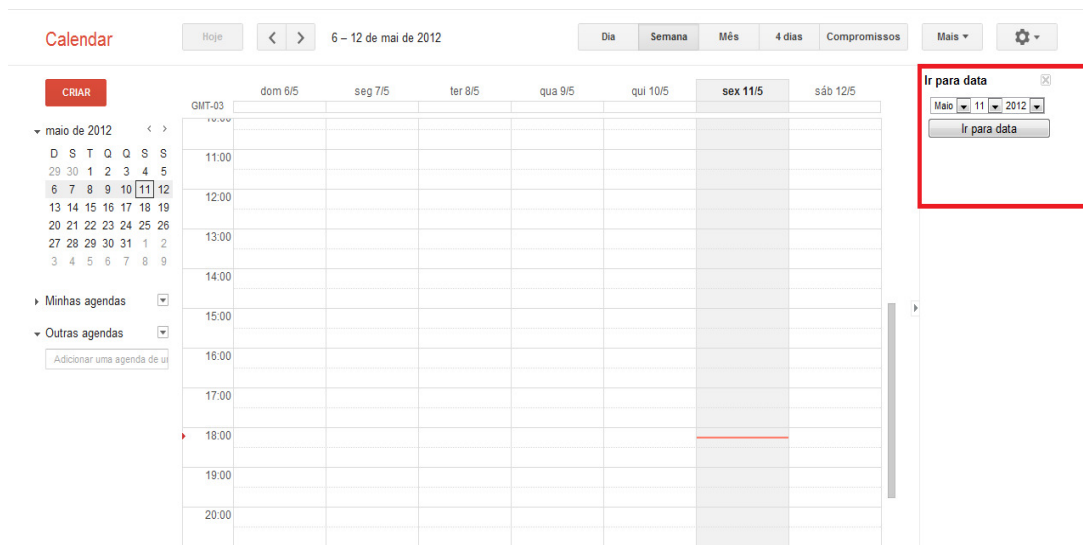 Calendar
Hoje
6 – 12 de mai de 2012
Dia Semana Mês 4 dias Compromissos
Mais
CRIAR
maio de 2012
D S T Q Q S S
29 30 1 2 3 4 5
6 7 8 9 10 11 12
13 14 15 16 17 18 19
20 21 22 23 24 25 26
27 28 29 30 31 1 2
3 4 5 6 7 8 9
Minhas agendas
Outras agendas
Adicionar uma agenda de
dom 6/5 seg 7/5 ter 8/5 qua 9/5 qui 10/5 sex 11/5 sáb 12/5
GMT-03
11:00
12:00
13:00
14:00
15:00
16:00
17:00
18:00
19:00
20:00
Ir para data
Maio 11 2012
Ir para data